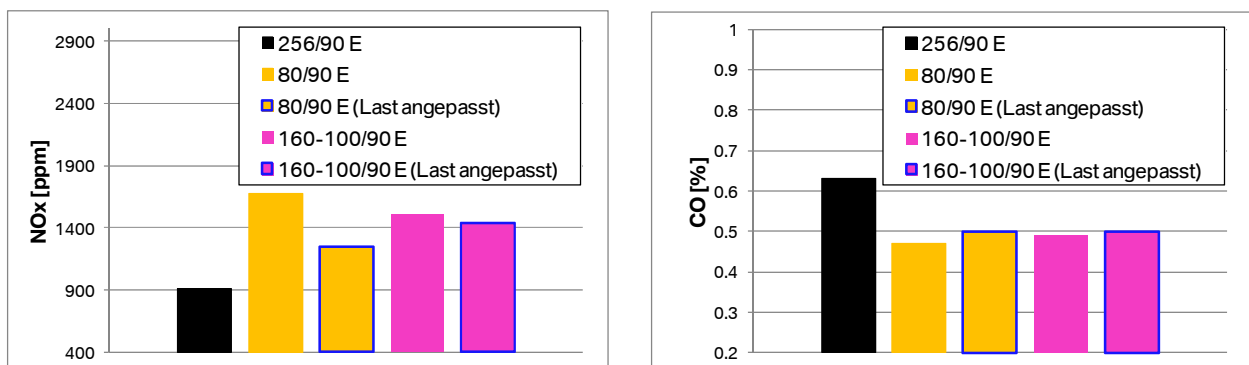 2900
2400
1900
1400
900
400
NOx [ppm]
256/90 E
80/90 E
80/90 E (Last angepasst)
160-100/90 E
160-100/90 E (Last angepasst)
1
0.9
0.8
0.7
0.6
0.5
0.4
0.3
0.2
CO [%]
256/90 E
80/90 E
80/90 E (Last angepasst)
160-100/90 E
160-100/90 E (Last angepasst)